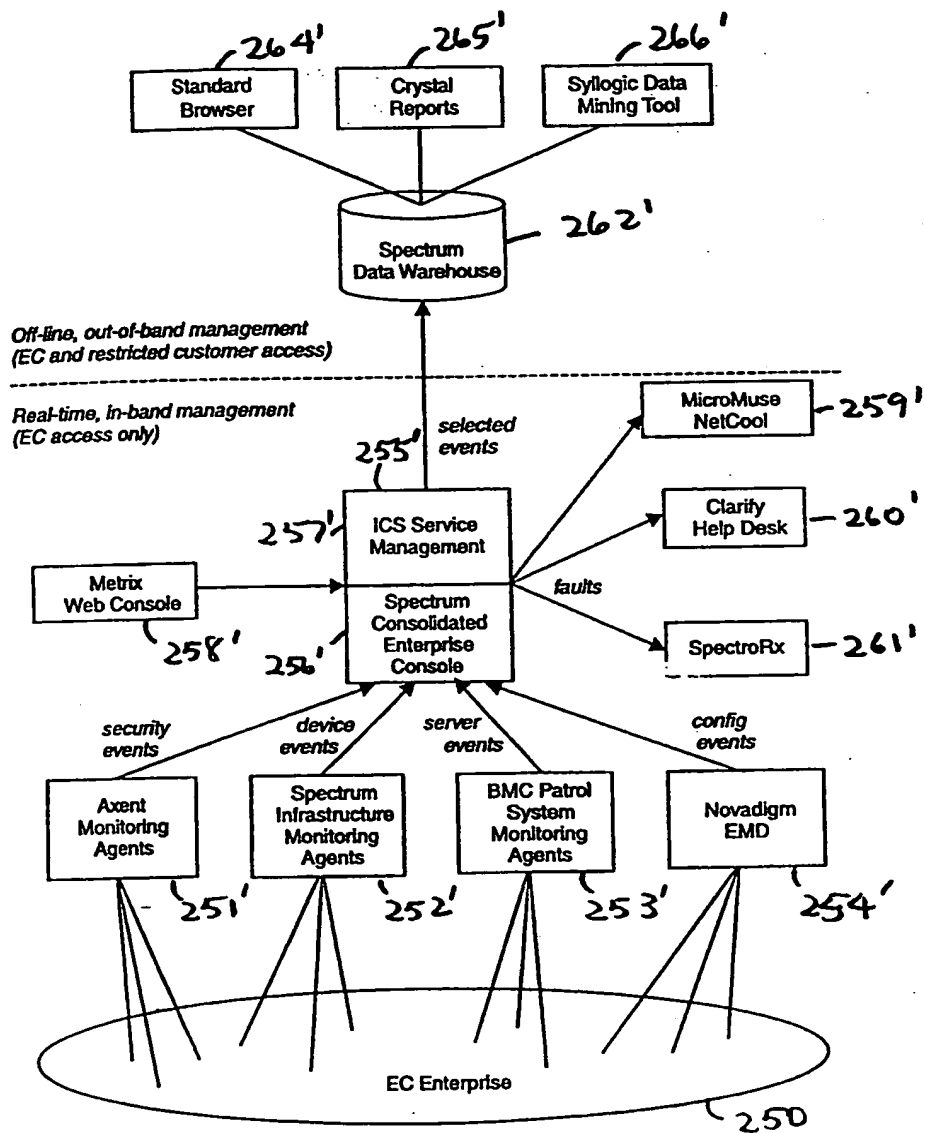 264'
265'
266'
Standard
Browser
Crystal
Reports
Syllogic Data
Mining Tool
262'
Spectrum
Data Warehouse
Off-line, out-of-band management
(EC and restricted customer access)
Real-time, in-band management
(EC access only)
selected
events
MicroMuse
NetCool
259'
255'
257'
ICS Service
Management
Clarify
Help Desk
260'
Metrix
Web Console
258'
faults
Spectrum
Consolidated
Enterprise
Console
256'
SpectroRx
261'
security
events
device
events
server
events
config
events
Axent
Monitoring
Agents
Spectrum
Infrastructure
Monitoring
Agents
BMC Patrol
System
Monitoring
Agents
Novadigm
EMD
251'
252'
253'
254'
EC Enterprise
250